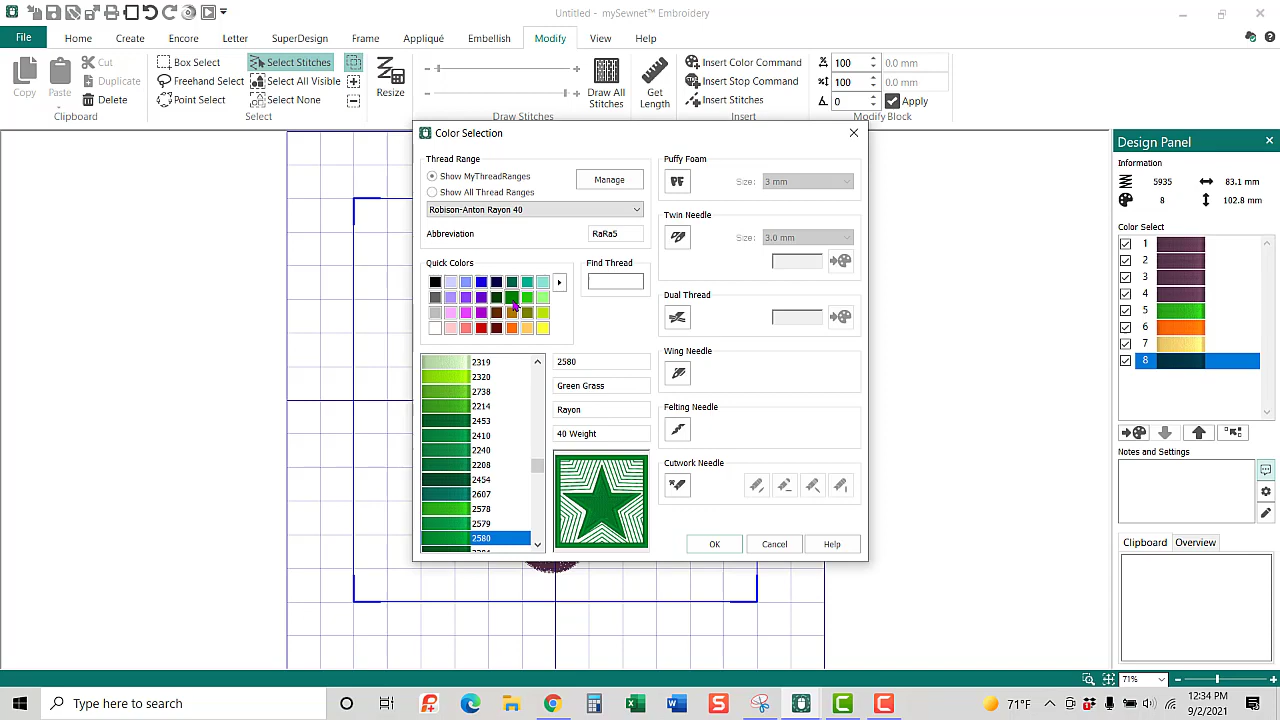 Untitled - mySewnet™ Embroidery
File Home Create Encore Letter SuperDesign Frame Appliqué Embellish Modify View Help
Copy
Paste
Cut
Duplicate
Delete
Clipboard
Box Select
Freehand Select
Point Select
Select Stitches
Select All Visible
Select None
Select
Resize
Draw All Stitches
Draw Stitches
Get Length
Insert Color Command
Insert Stop Command
Insert Stitches
Insert
100 0.0 mm
100 0.0 mm
0 Apply
Modify Block
Color Selection
Thread Range
Show MyThreadRanges
Show All Thread Ranges
Manage
Robison-Anton Rayon 40
Abbreviation RaRa5
Quick Colors
Find Thread
2319
2320
2738
2214
2453
2410
2240
2208
2454
2607
2578
2579
2580
2580
Green Grass
Rayon
40 Weight
Puffy Foam
PF Size: 3 mm
Twin Needle
Size: 3.0 mm
Dual Thread
Wing Needle
Felting Needle
Cutwork Needle
OK Cancel Help
Design Panel
Information
5935 83.1 mm
8 102.8 mm
Color Select
1
2
3
4
5
6
7
8
Notes and Settings
Clipboard Overview
71%
Type here to search
71°F
12:34 PM
9/2/2021